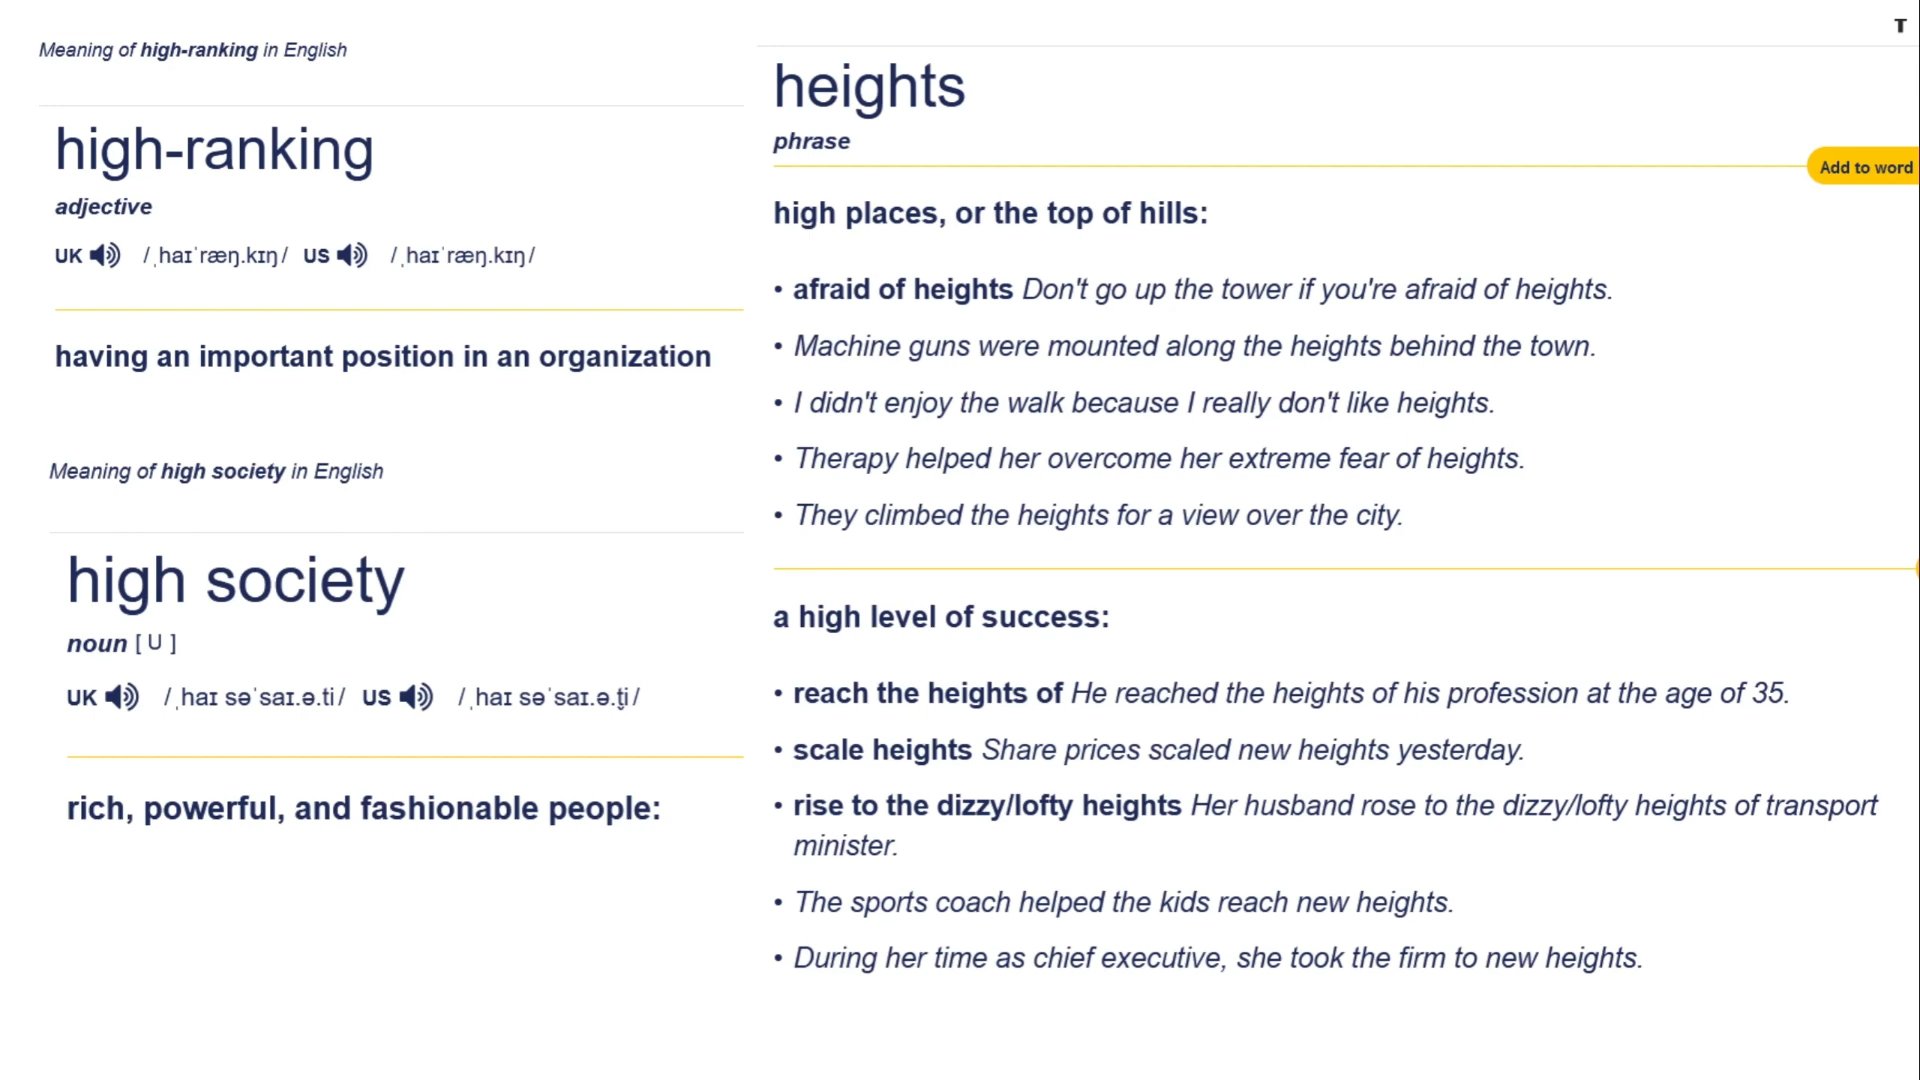 Meaning of high-ranking in English
high-ranking
adjective
UK /ˌhaɪˈræŋ.kɪŋ/ US /ˌhaɪˈræŋ.kɪŋ/
having an important position in an organization
Meaning of high society in English
high society
noun [ U ]
UK /ˌhaɪ səˈsaɪ.ə.ti/ US /ˌhaɪ səˈsaɪ.ə.t̬i/
rich, powerful, and fashionable people:
T
heights
phrase
Add to word
high places, or the top of hills:
• afraid of heights Don't go up the tower if you're afraid of heights.
• Machine guns were mounted along the heights behind the town.
• I didn't enjoy the walk because I really don't like heights.
• Therapy helped her overcome her extreme fear of heights.
• They climbed the heights for a view over the city.
a high level of success:
• reach the heights of He reached the heights of his profession at the age of 35.
• scale heights Share prices scaled new heights yesterday.
• rise to the dizzy/lofty heights Her husband rose to the dizzy/lofty heights of transport
minister.
• The sports coach helped the kids reach new heights.
• During her time as chief executive, she took the firm to new heights.